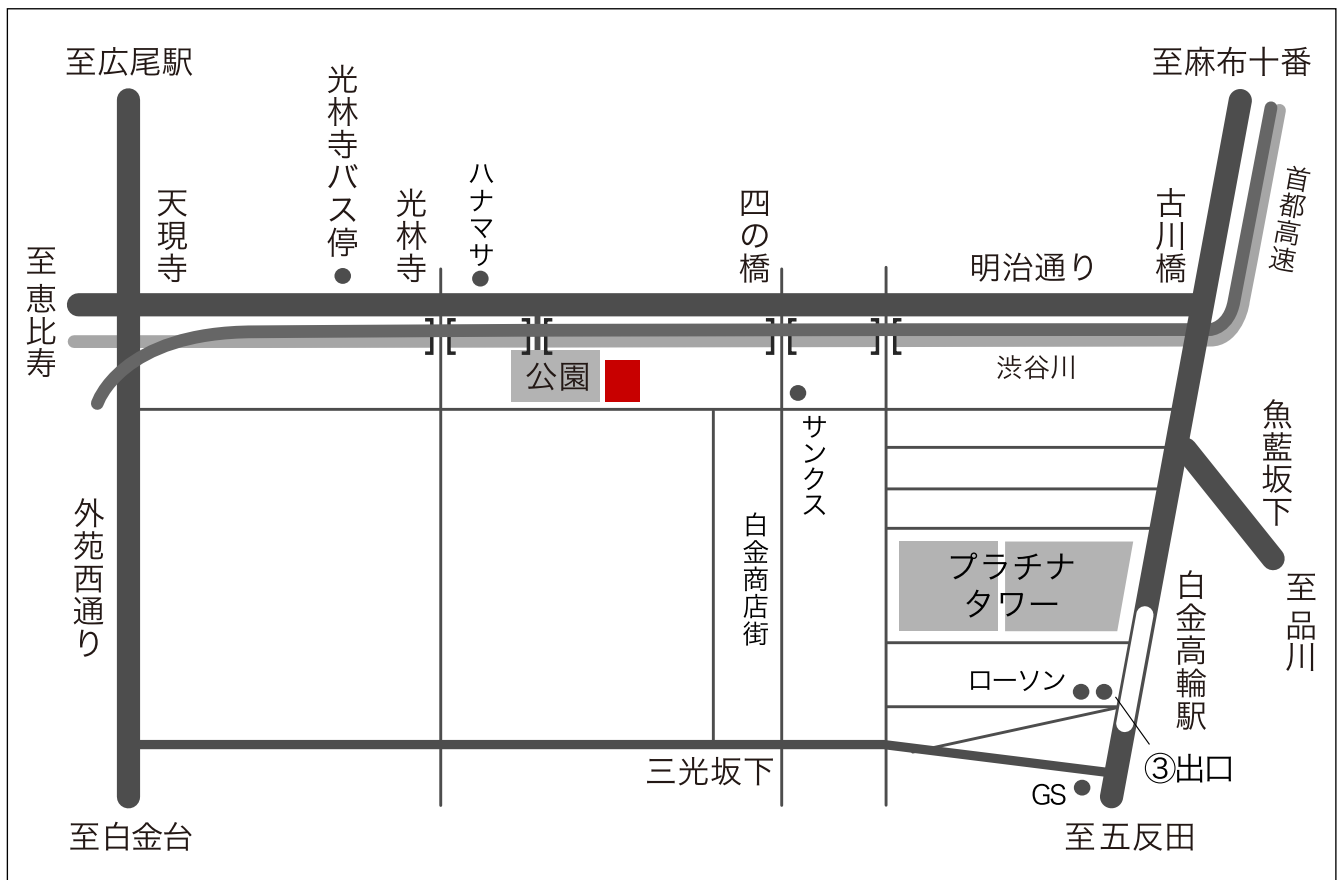 至広尾駅
至麻布十番
光林寺バス停
ハナマサ
首都高速
天現寺
光林寺
四の橋
古川橋
至恵比寿
明治通り
公園
渋谷川
サンクス
魚藍坂下
外苑西通り
白金商店街
プラチナ
タワー
白金高輪駅
至品川
ローソン
三光坂下
③出口
GS
至白金台
至五反田